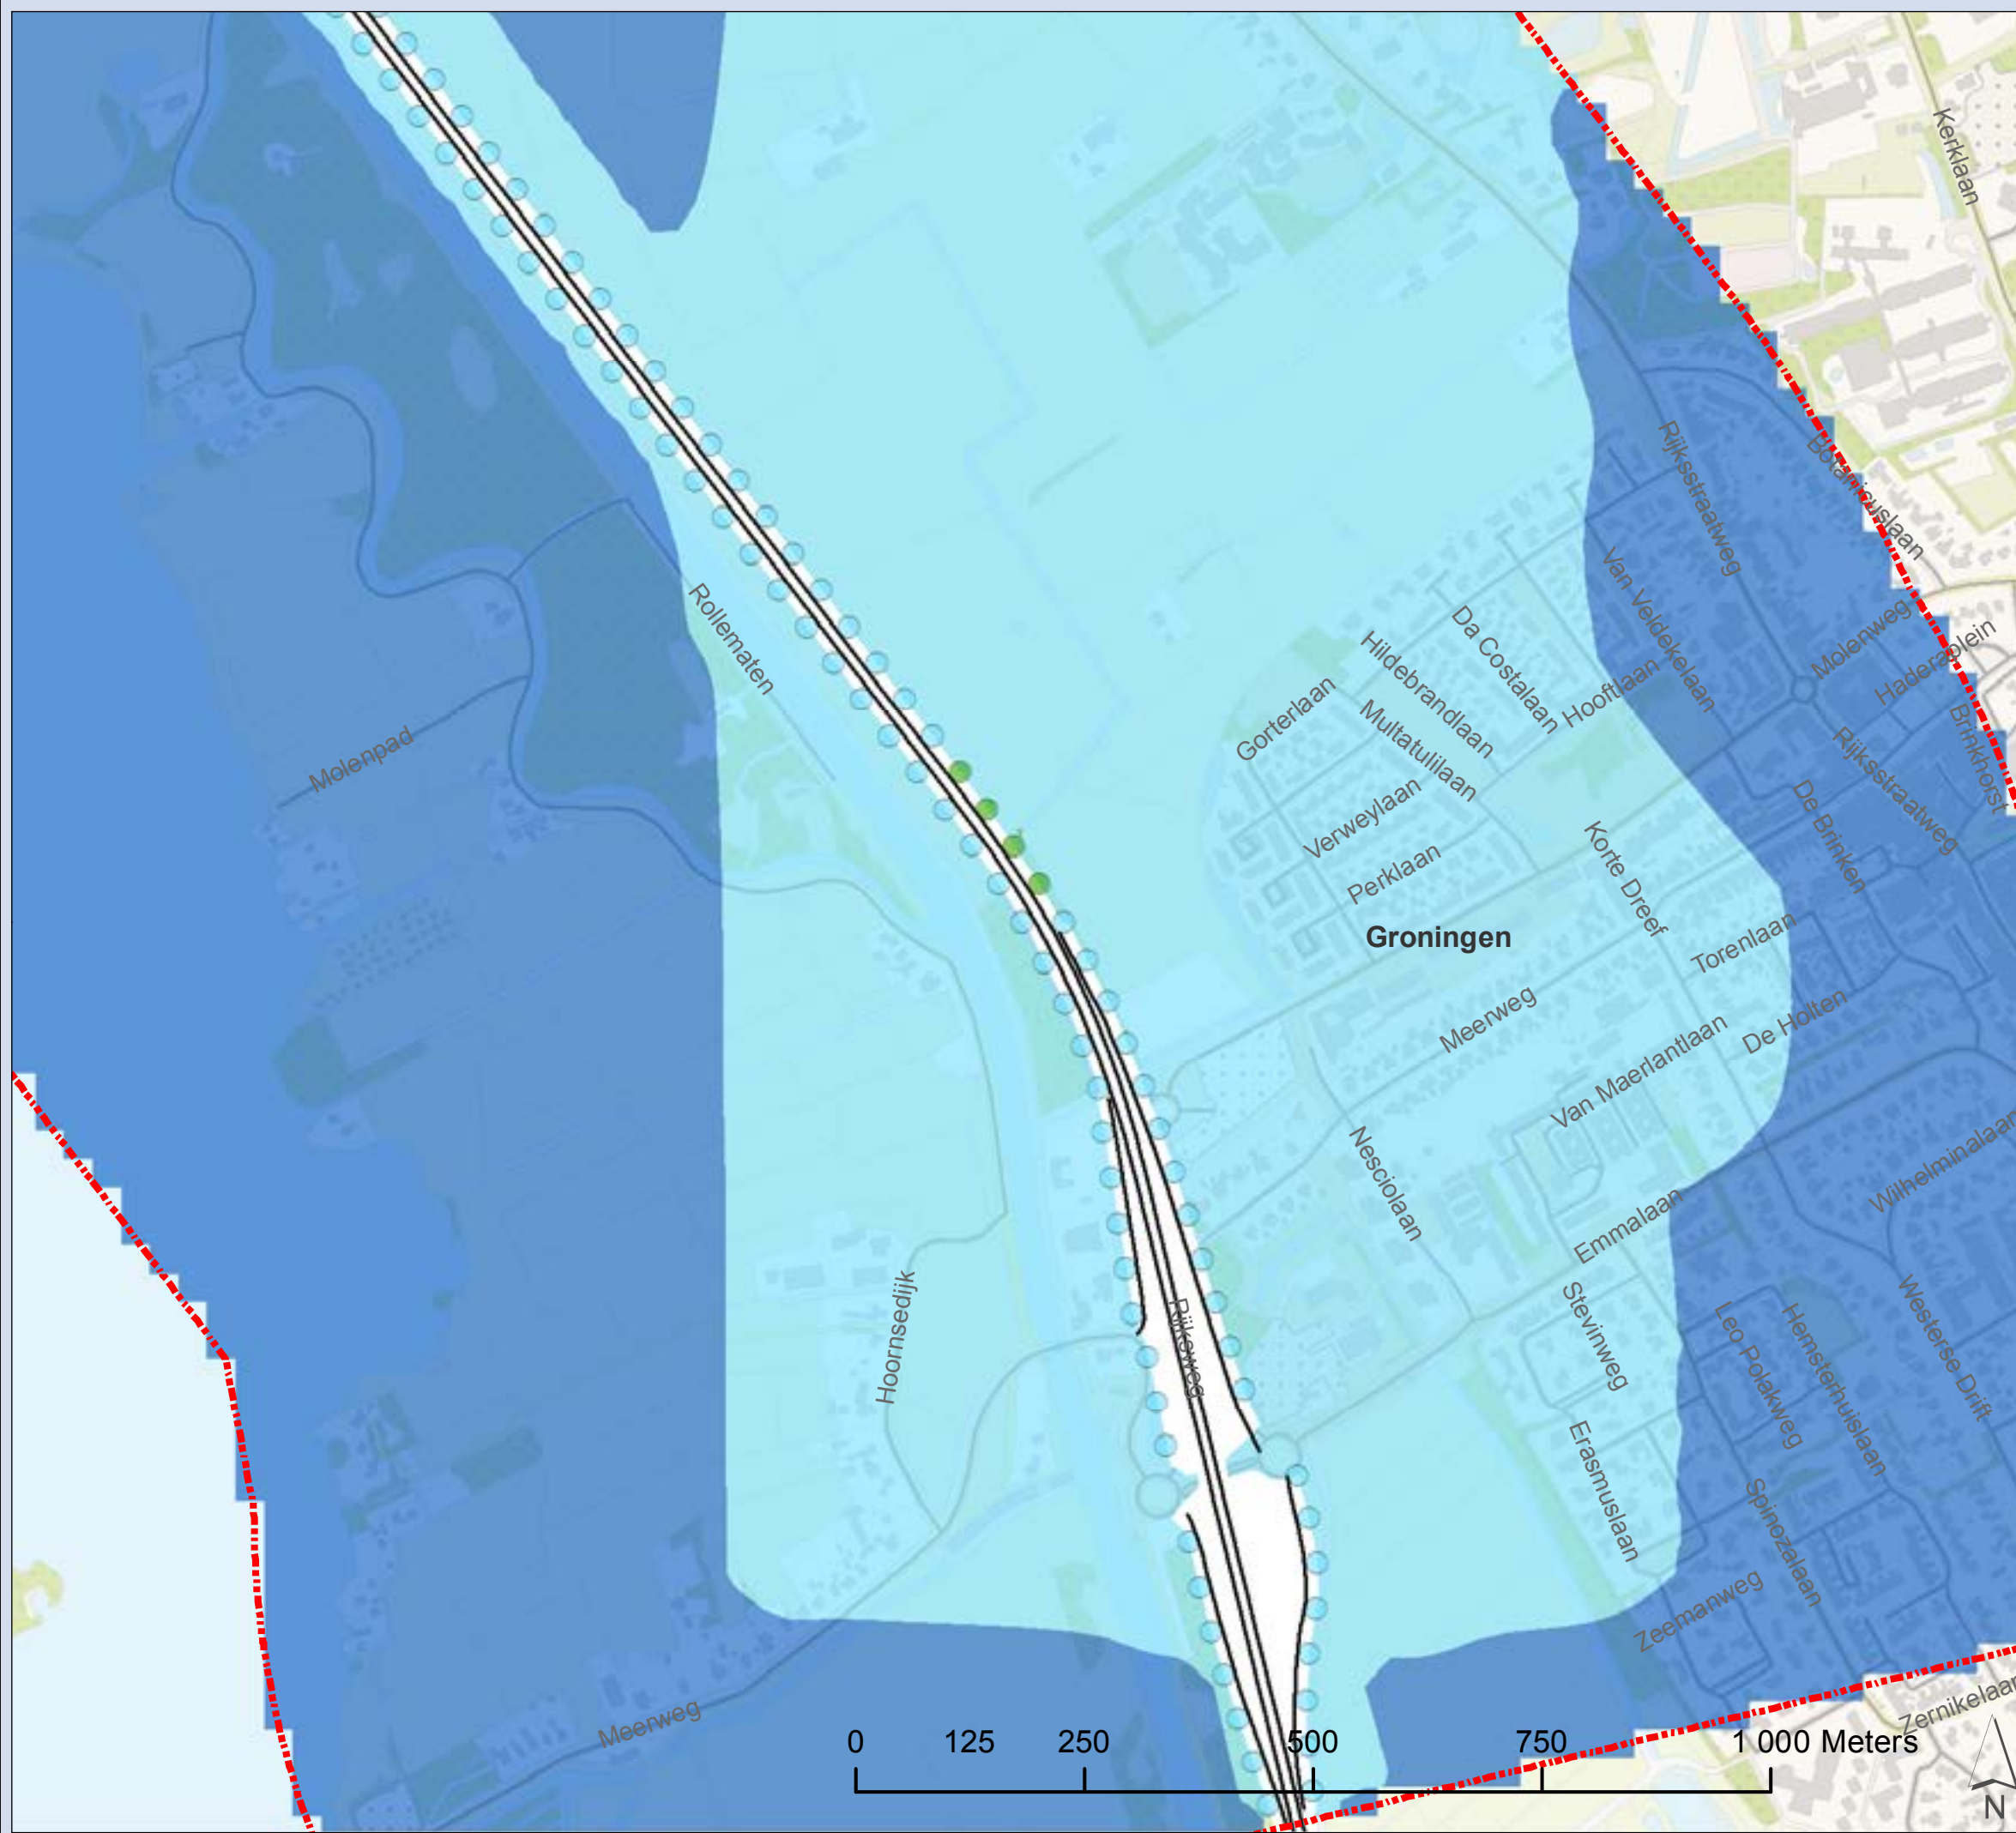 Kerklaan
Rijksstraatweg
Botanicuslaan
Van Veldekelaan
Molenweg
Haderaplein
Brinkhorst
Rollematen
Molenpad
Da Costalaan
Hildebrandlaan
Hooftlaan
Gorterlaan
Multatulilaan
Verweylaan
Perklaan
Korte Dreef
Rijksstraatweg
De Brinken
Groningen
Torenlaan
Meerweg
De Holten
Van Maerlantlaan
Nesciolaan
Emmalaan
Wilhelminalaan
Hoornsedijk
Rijksweg
Stevinweg
Leo Polakweg
Hemsterhuislaan
Westerse Drift
Erasmuslaan
Spinozalaan
Zeemanweg
Meerweg
Zernikelaan
0 125 250 500 750 1 000 Meters
N